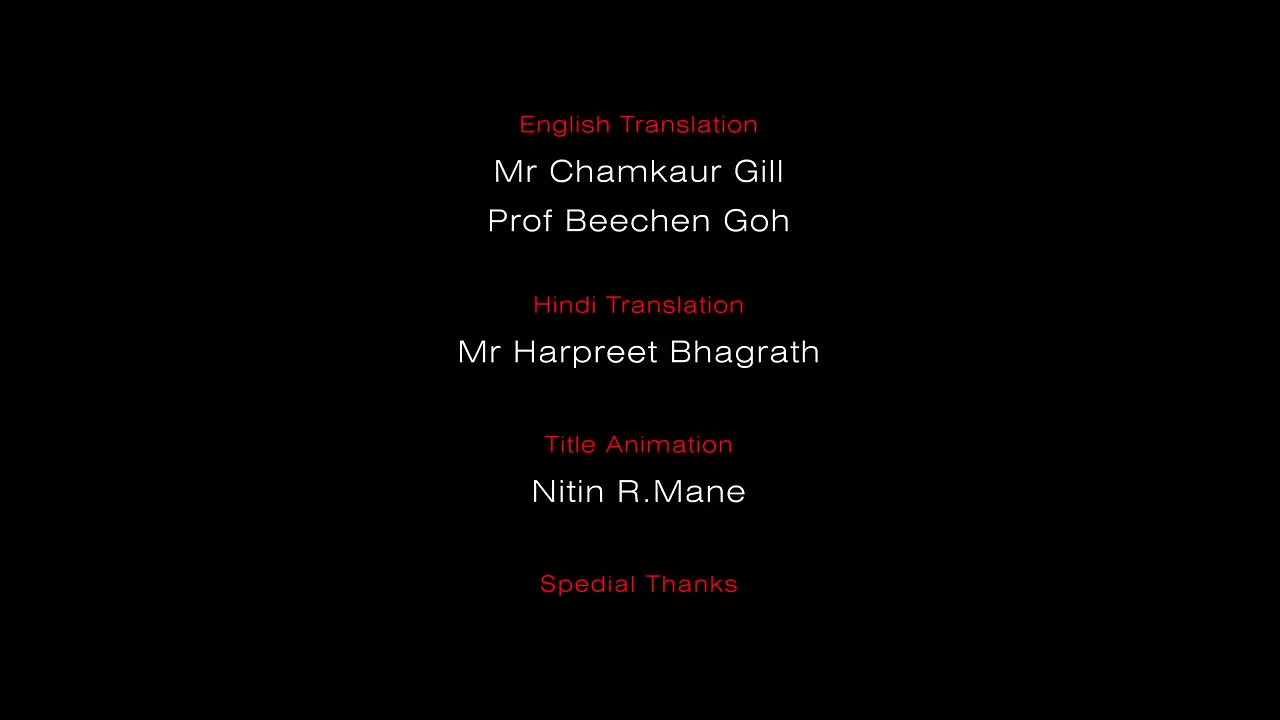 English Translation
Mr Chamkaur Gill
Prof Beechen Goh
Hindi Translation
Mr Harpreet Bhagrath
Title Animation
Nitin R.Mane
Spedial Thanks